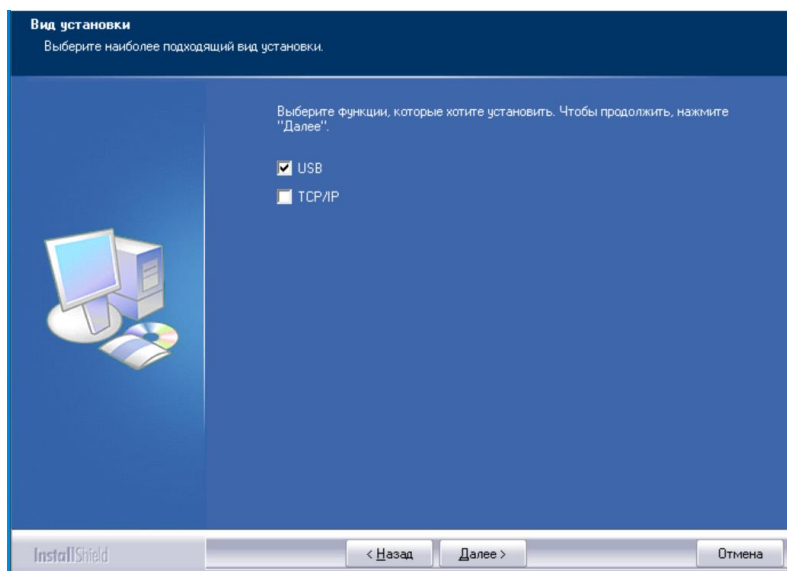 Вид установки
Выберите наиболее подходящий вид установки.
Выберите функции, которые хотите установить. Чтобы продолжить, нажмите
"Далее".
USB
TCP/IP
InstallShield
< Назад
Далее >
Отмена